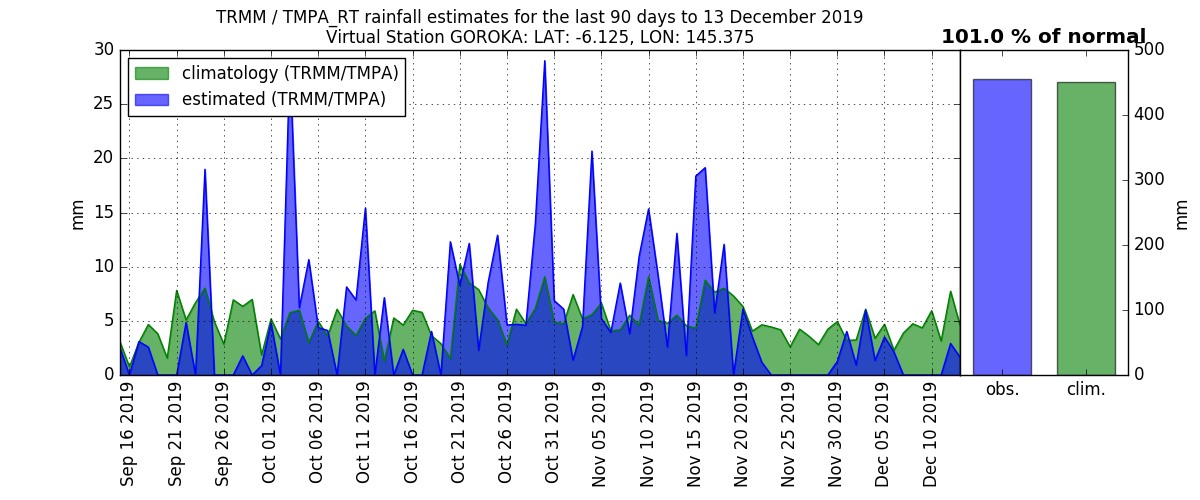 TRMM / TMPA_RT rainfall estimates for the last 90 days to 13 December 2019
Virtual Station GOROKA: LAT: -6.125, LON: 145.375
101.0 % of normal
climatology (TRMM/TMPA)
estimated (TRMM/TMPA)
30
25
20
15
10
5
0
mm
Sep 16 2019
Sep 21 2019
Sep 26 2019
Oct 01 2019
Oct 06 2019
Oct 11 2019
Oct 16 2019
Oct 21 2019
Oct 26 2019
Oct 31 2019
Nov 05 2019
Nov 10 2019
Nov 15 2019
Nov 20 2019
Nov 25 2019
Nov 30 2019
Dec 05 2019
Dec 10 2019
obs.
clim.
500
400
300
200
100
0
mm